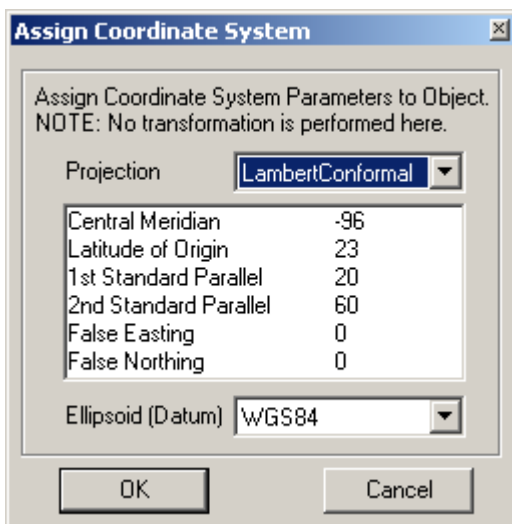 Assign Coordinate System
Assign Coordinate System Parameters to Object.
NOTE: No transformation is performed here.
Projection LambertConformal
Central Meridian -96
Latitude of Origin 23
1st Standard Parallel 20
2nd Standard Parallel 60
False Easting 0
False Northing 0
Ellipsoid (Datum) WGS84
OK Cancel